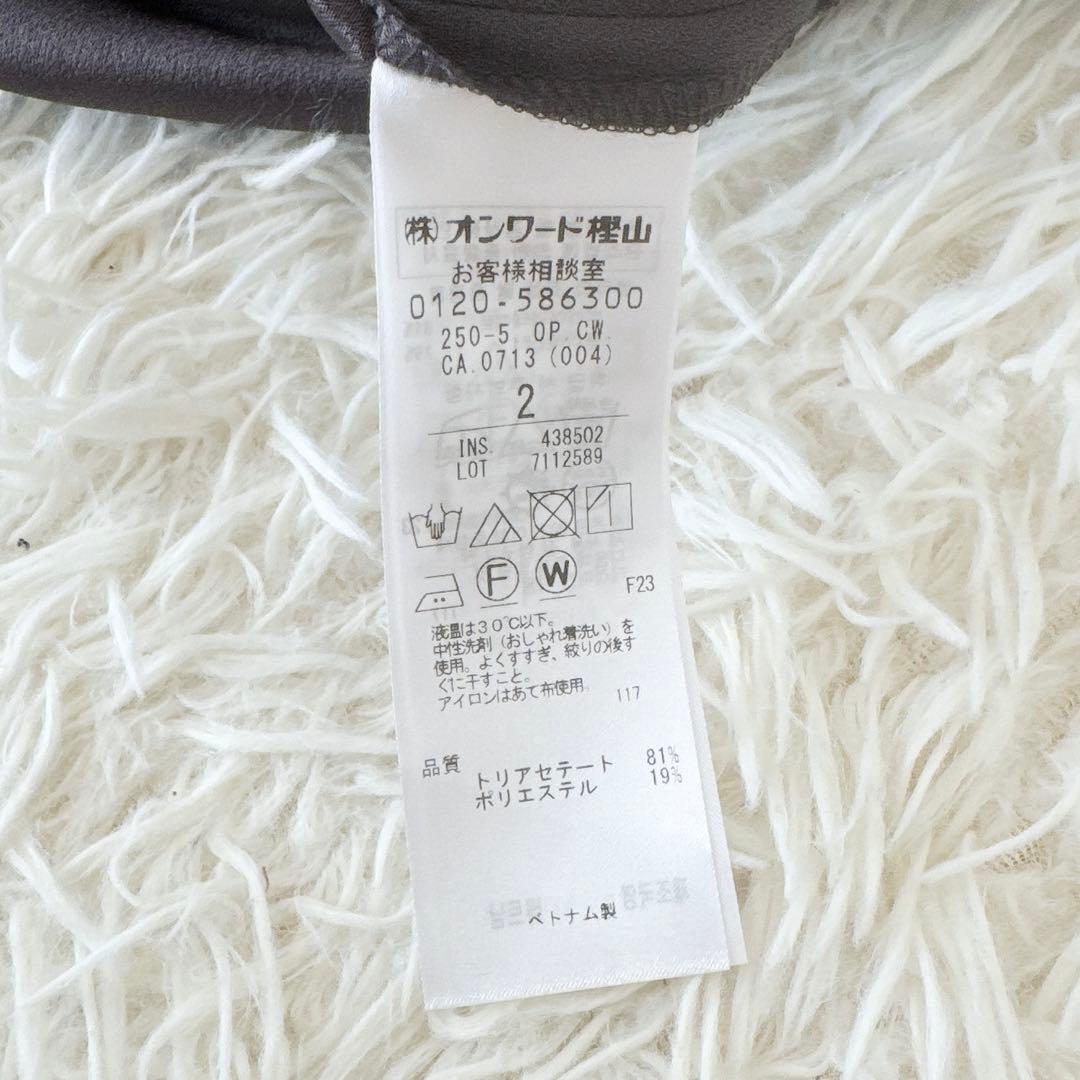 (株)オンワード樫山
お客様相談室
0120-586300
250-5 OP.CW.
CA.0713 (004)
2
INS. 438502
LOT 7112589
F W F23
液温は30℃以下。
中性洗剤(おしゃれ着洗い)を
使用。よくすすぎ、絞りの後す
ぐに干すこと。
アイロンはあて布使用。 117
品質 トリアセテート 81%
ポリエステル 19%
ベトナム製